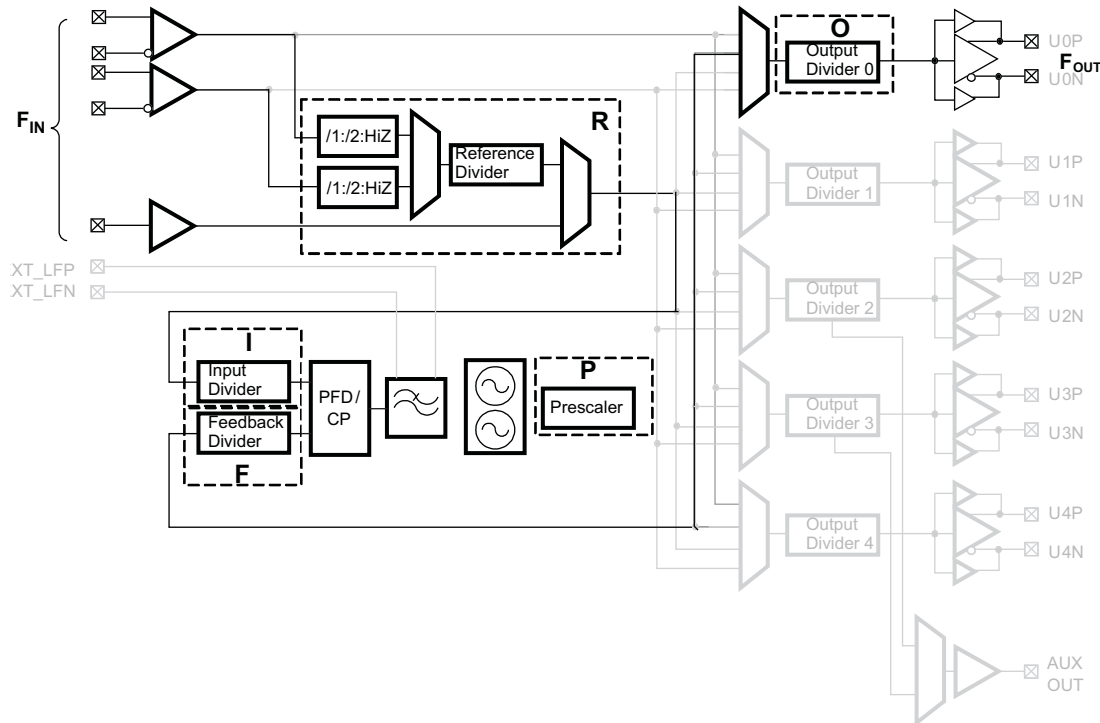 O
Output
Divider 0
U0P
FOUT
U0N
FIN
R
/1:/2:HiZ
/1:/2:HiZ
Reference
Divider
Output
Divider 1
U1P
U1N
XT_LFP
XT_LFN
Output
Divider 2
U2P
U2N
I
Input
Divider
Feedback
Divider
F
PFD/
CP
P
Prescaler
Output
Divider 3
U3P
U3N
Output
Divider 4
U4P
U4N
AUX
OUT